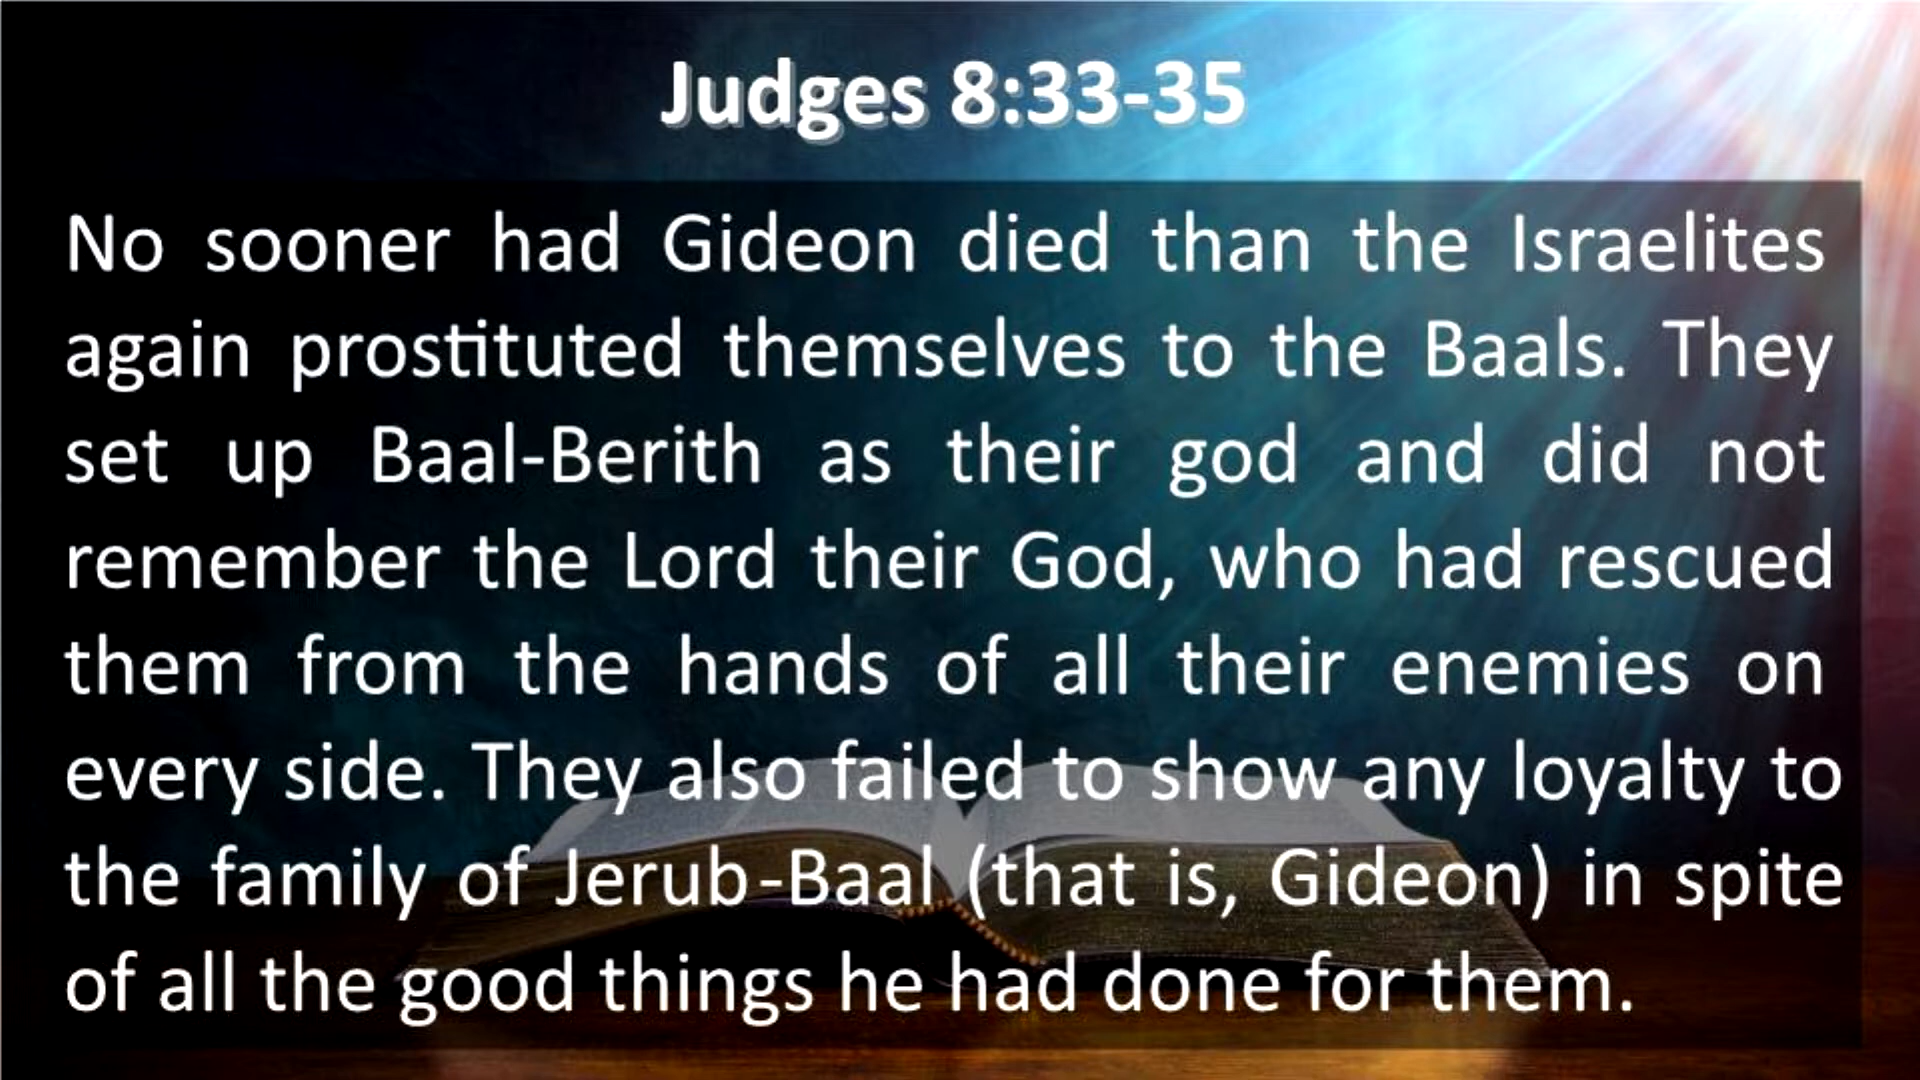 Judges 8:33-35
No sooner had Gideon died than the Israelites
again prostituted themselves to the Baals. They
set up Baal-Berith as their god and did not
remember the Lord their God, who had rescued
them from the hands of all their enemies on
every side. They also failed to show any loyalty to
the family of Jerub-Baal (that is, Gideon) in spite
of all the good things he had done for them.